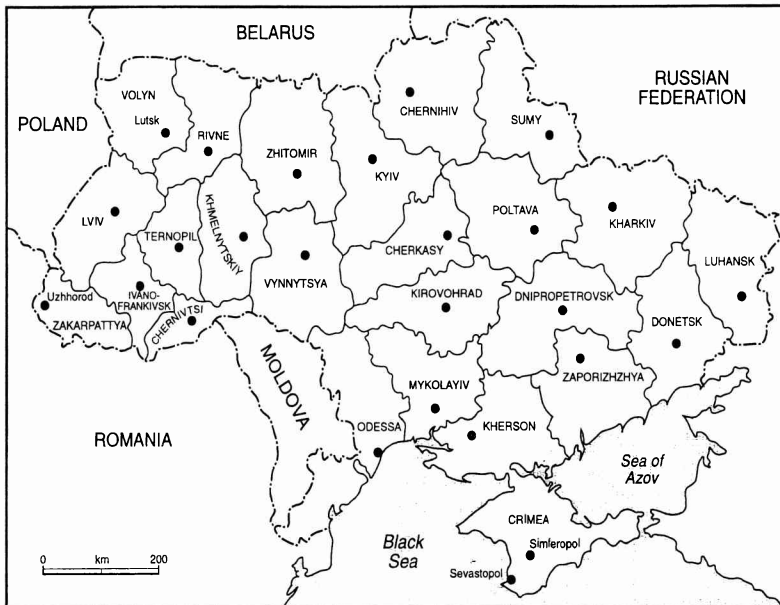 BELARUS
RUSSIAN
FEDERATION
POLAND
VOLYN
Lutsk
RIVNE
ZHITOMIR
KYIV
CHERNIHIV
SUMY
LVIV
TERNOPIL
KHMELNYTSKIY
VYNNYTSYA
CHERKASY
POLTAVA
KHARKIV
LUHANSK
Uzhhorod
ZAKARPATTYA
IVANO-
FRANKIVSK
CHERNIVTSI
KIROVOHRAD
DNIPROPETROVSK
DONETSK
ZAPORIZHZHYA
MOLDOVA
MYKOLAYIV
ODESSA
KHERSON
ROMANIA
Sea of
Azov
CRIMEA
Simferopol
Sevastopol
Black
Sea
0 km 200